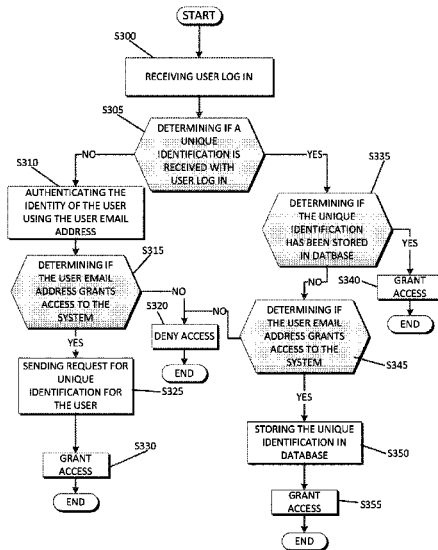 START
S300
RECEIVING USER LOG IN
S305
DETERMINING IF A
UNIQUE
IDENTIFICATION IS
RECEIVED WITH
USER LOG IN
NO
YES
S310
AUTHENTICATING THE
IDENTITY OF THE USER
USING THE USER EMAIL
ADDRESS
S335
DETERMINING IF
THE UNIQUE
IDENTIFICATION
HAS BEEN STORED
IN DATBASE
YES
NO
S315
DETERMINING IF
THE USER EMAIL
ADDRESS GRANTS
ACCESS TO THE
SYSTEM
NO
YES
S320
DENY ACCESS
END
NO
S340
GRANT
ACCESS
END
DETERMINING IF
THE USER EMAIL
ADDRESS GRANTS
ACCESS TO THE
SYSTEM
S345
YES
SENDING REQUEST FOR
UNIQUE
IDENTIFICATION FOR
THE USER
S325
STORING THE UNIQUE
IDENTIFICATION IN
DATABASE
S350
S330
GRANT
ACCESS
END
GRANT
ACCESS
S355
END